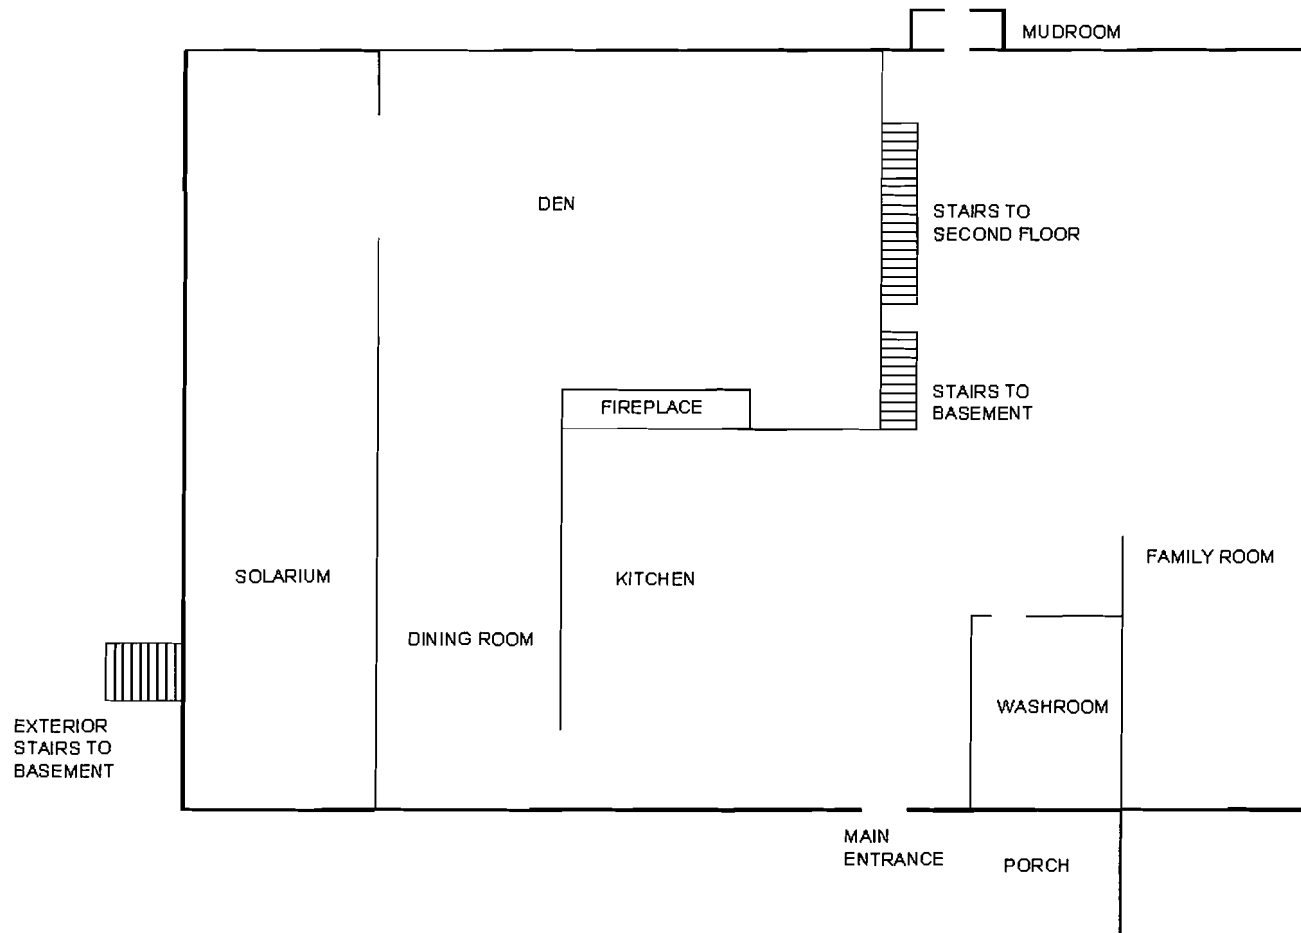 MUDROOM
DEN
STAIRS TO
SECOND FLOOR
STAIRS TO
BASEMENT
FIREPLACE
FAMILY ROOM
SOLARIUM
KITCHEN
DINING ROOM
WASHROOM
EXTERIOR
STAIRS TO
BASEMENT
MAIN
ENTRANCE
PORCH